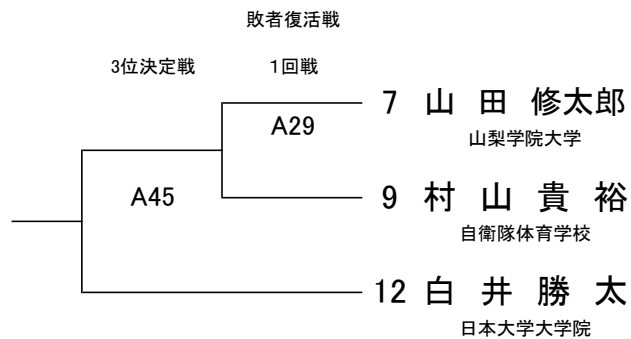 敗者復活戦
3位決定戦 1回戦
7 山 田 修太郎
A29
山梨学院大学
A45
9 村 山 貴 裕
自衛隊体育学校
12 白 井 勝 太
日本大学大学院